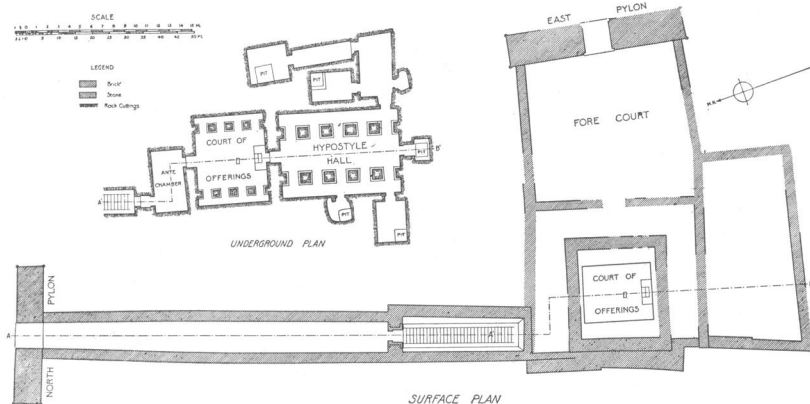 SCALE
LEGEND
Brick
Stone
Rock Cuttings
PIT
PIT
COURT OF
OFFERINGS
HYPOSTYLE
HALL
ANTE
CHAMBER
PIT
B'
A'
PIT
PIT
UNDERGROUND PLAN
EAST PYLON
FORE COURT
COURT OF
OFFERINGS
PYLON
A
A'
NORTH
SURFACE PLAN